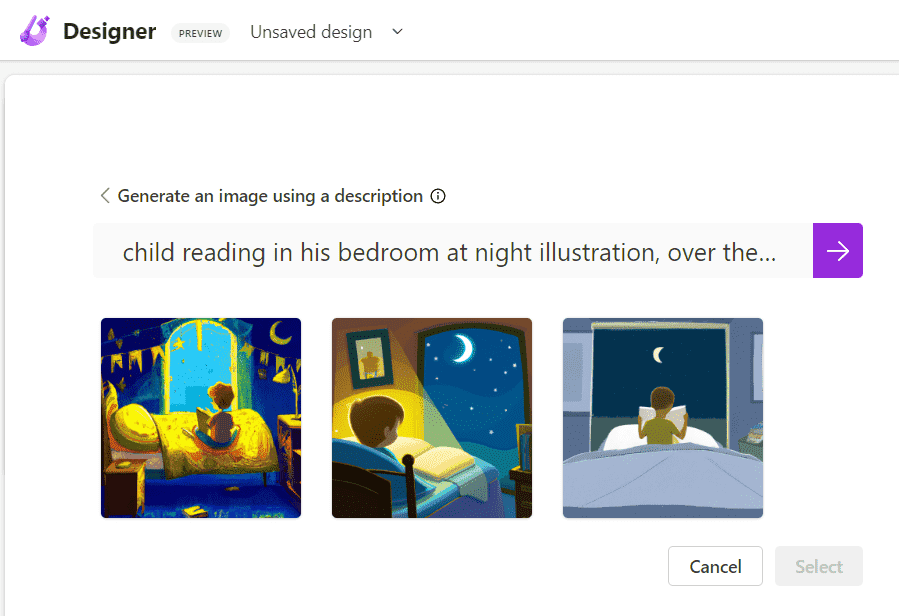 Designer PREVIEW Unsaved design
Generate an image using a description
child reading in his bedroom at night illustration, over the...
Cancel Select